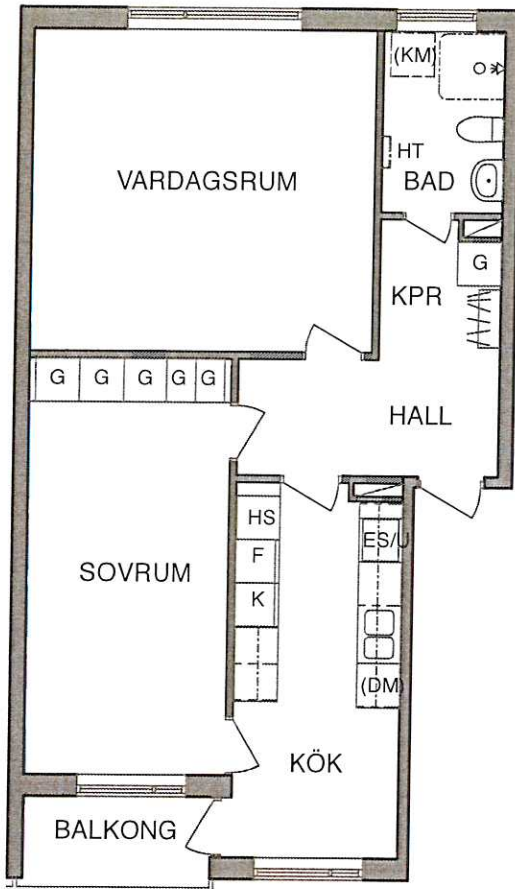 (KM)
HT
VARDAGSRUM
BAD
G
KPR
G G G G G
HALL
HS
ES/U
F
SOVRUM
K
(DM)
KÖK
BALKONG